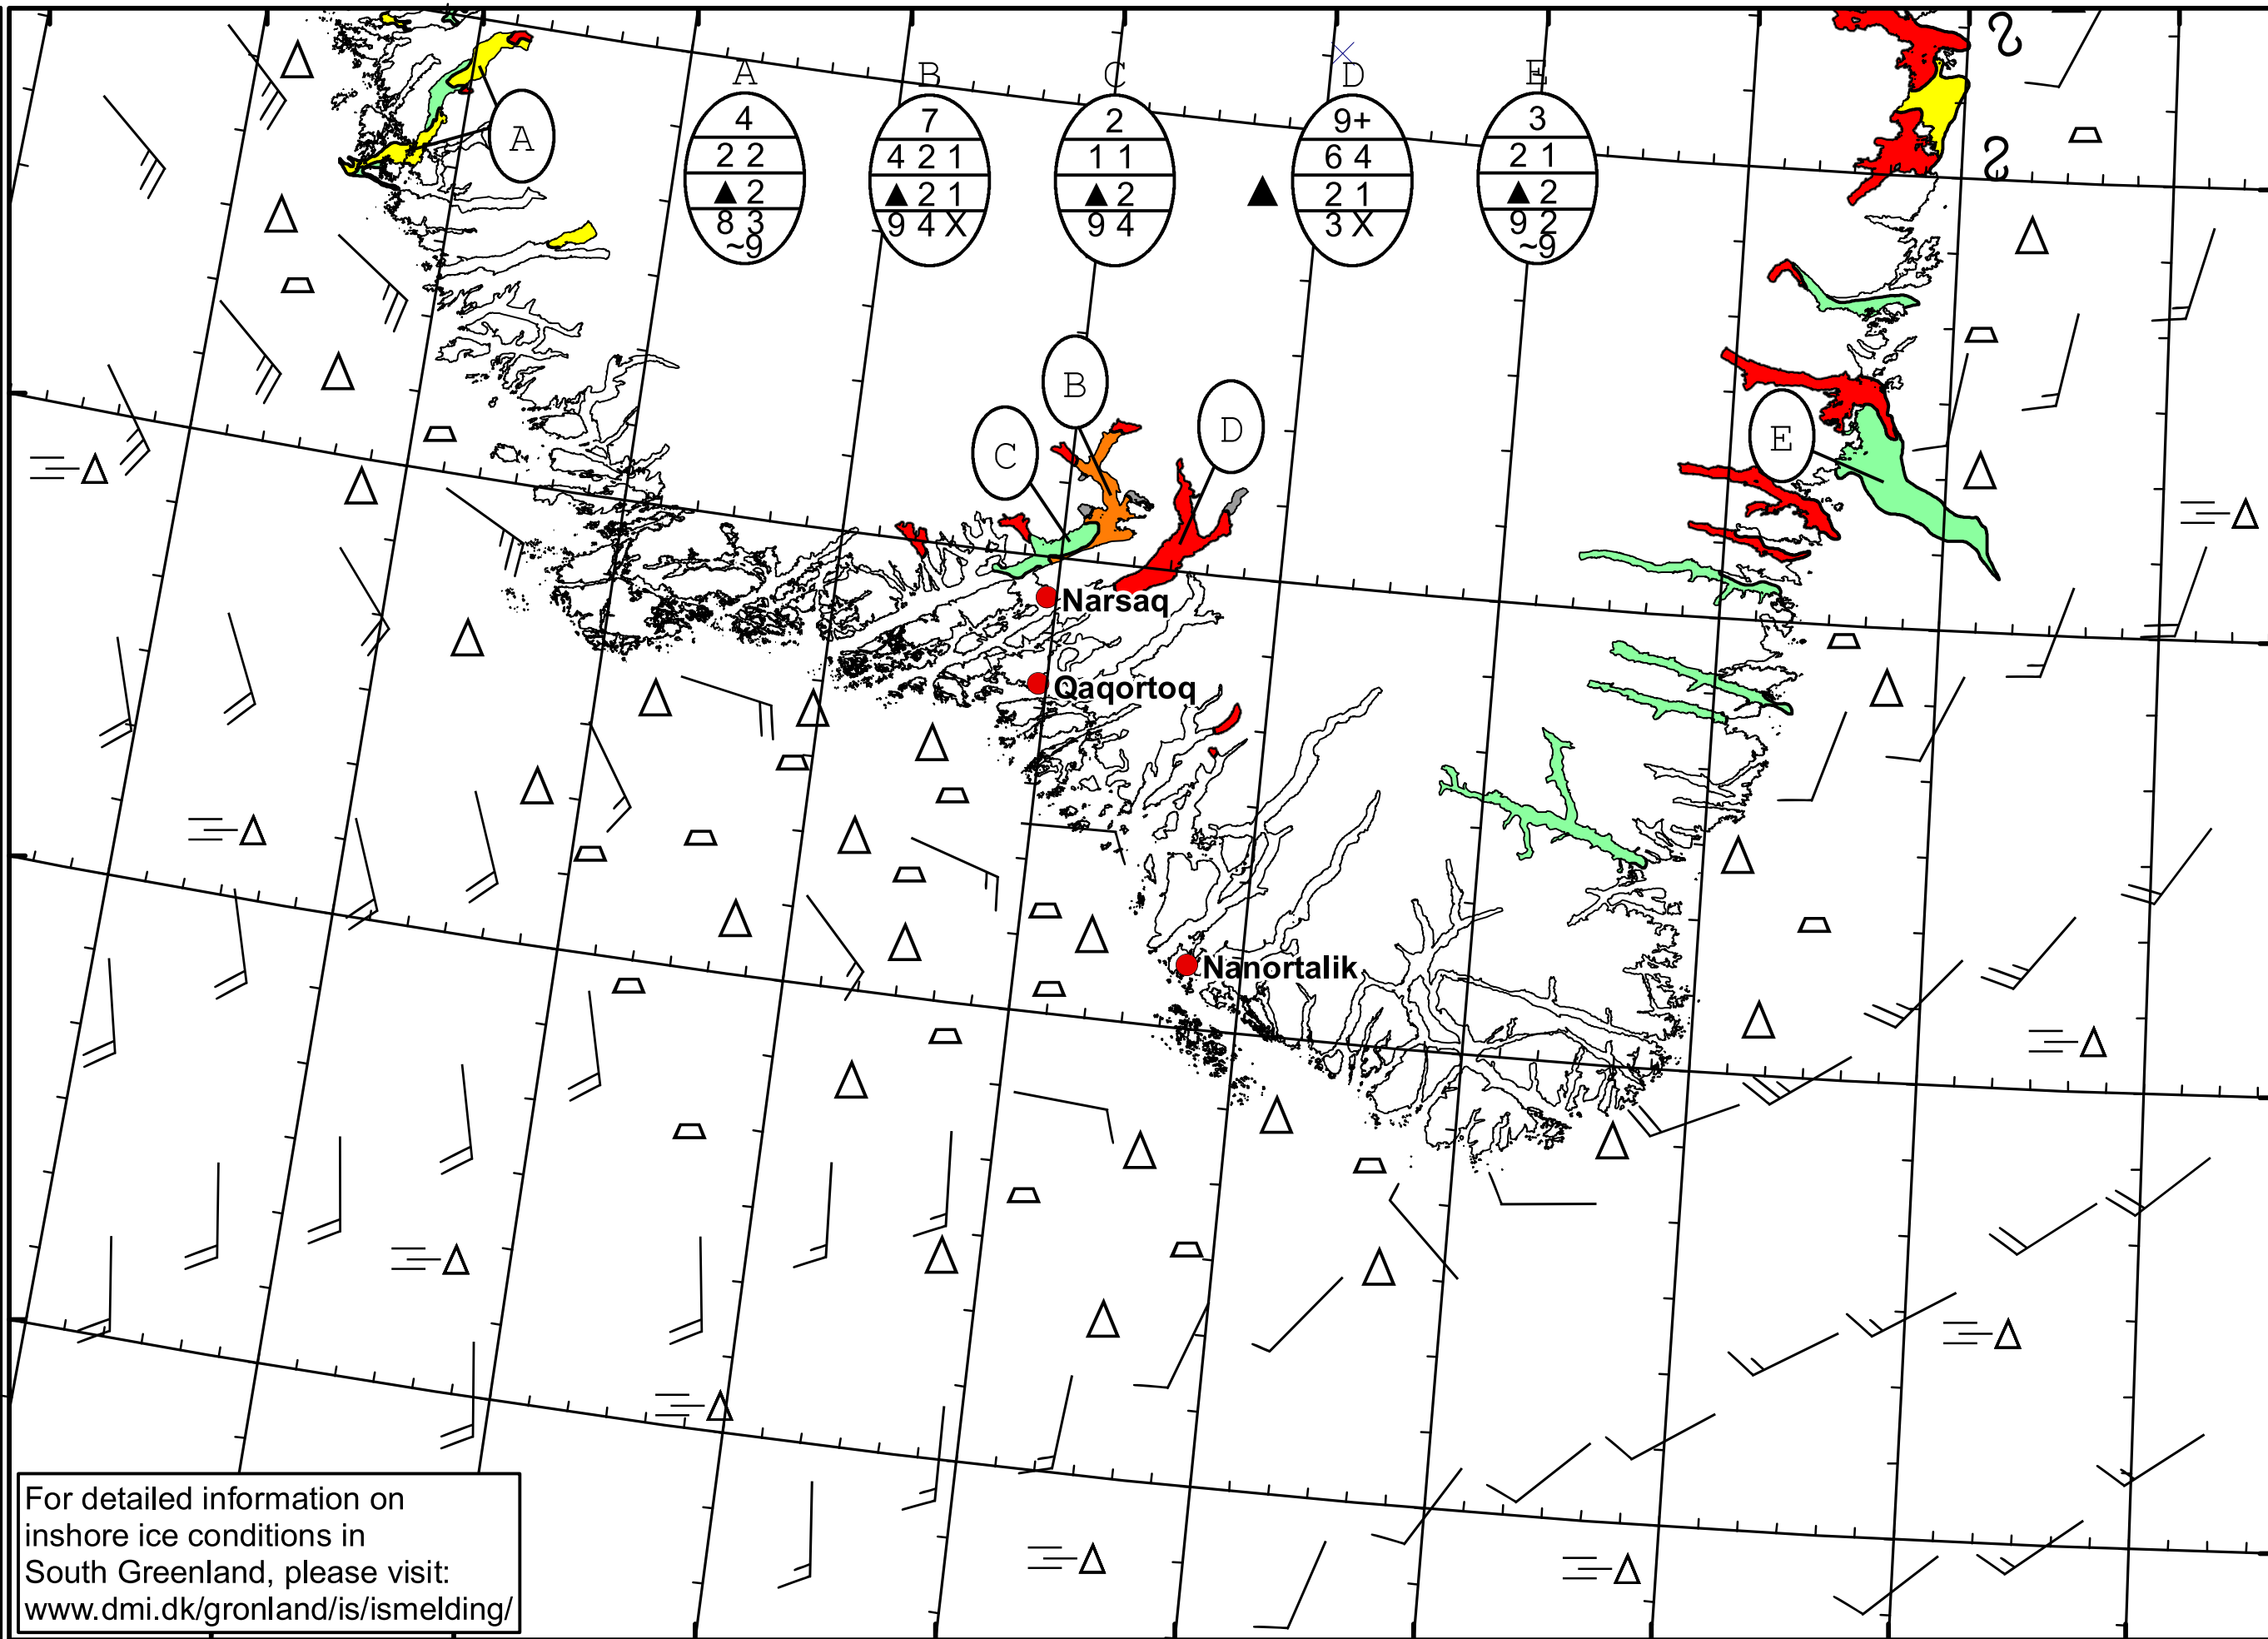 A B C D E
4
2 2
▲ 2
8 3
~9
7
4 2 1
▲ 2 1
9 4 X
2
1 1
▲ 2
9 4
▲
9+
6 4
2 1
3 X
3
2 1
▲ 2
9 2
~9
A
B
C
D
E
Narsaq
Qaqortoq
Nanortalik
For detailed information on
inshore ice conditions in
South Greenland, please visit:
www.dmi.dk/gronland/is/ismelding/